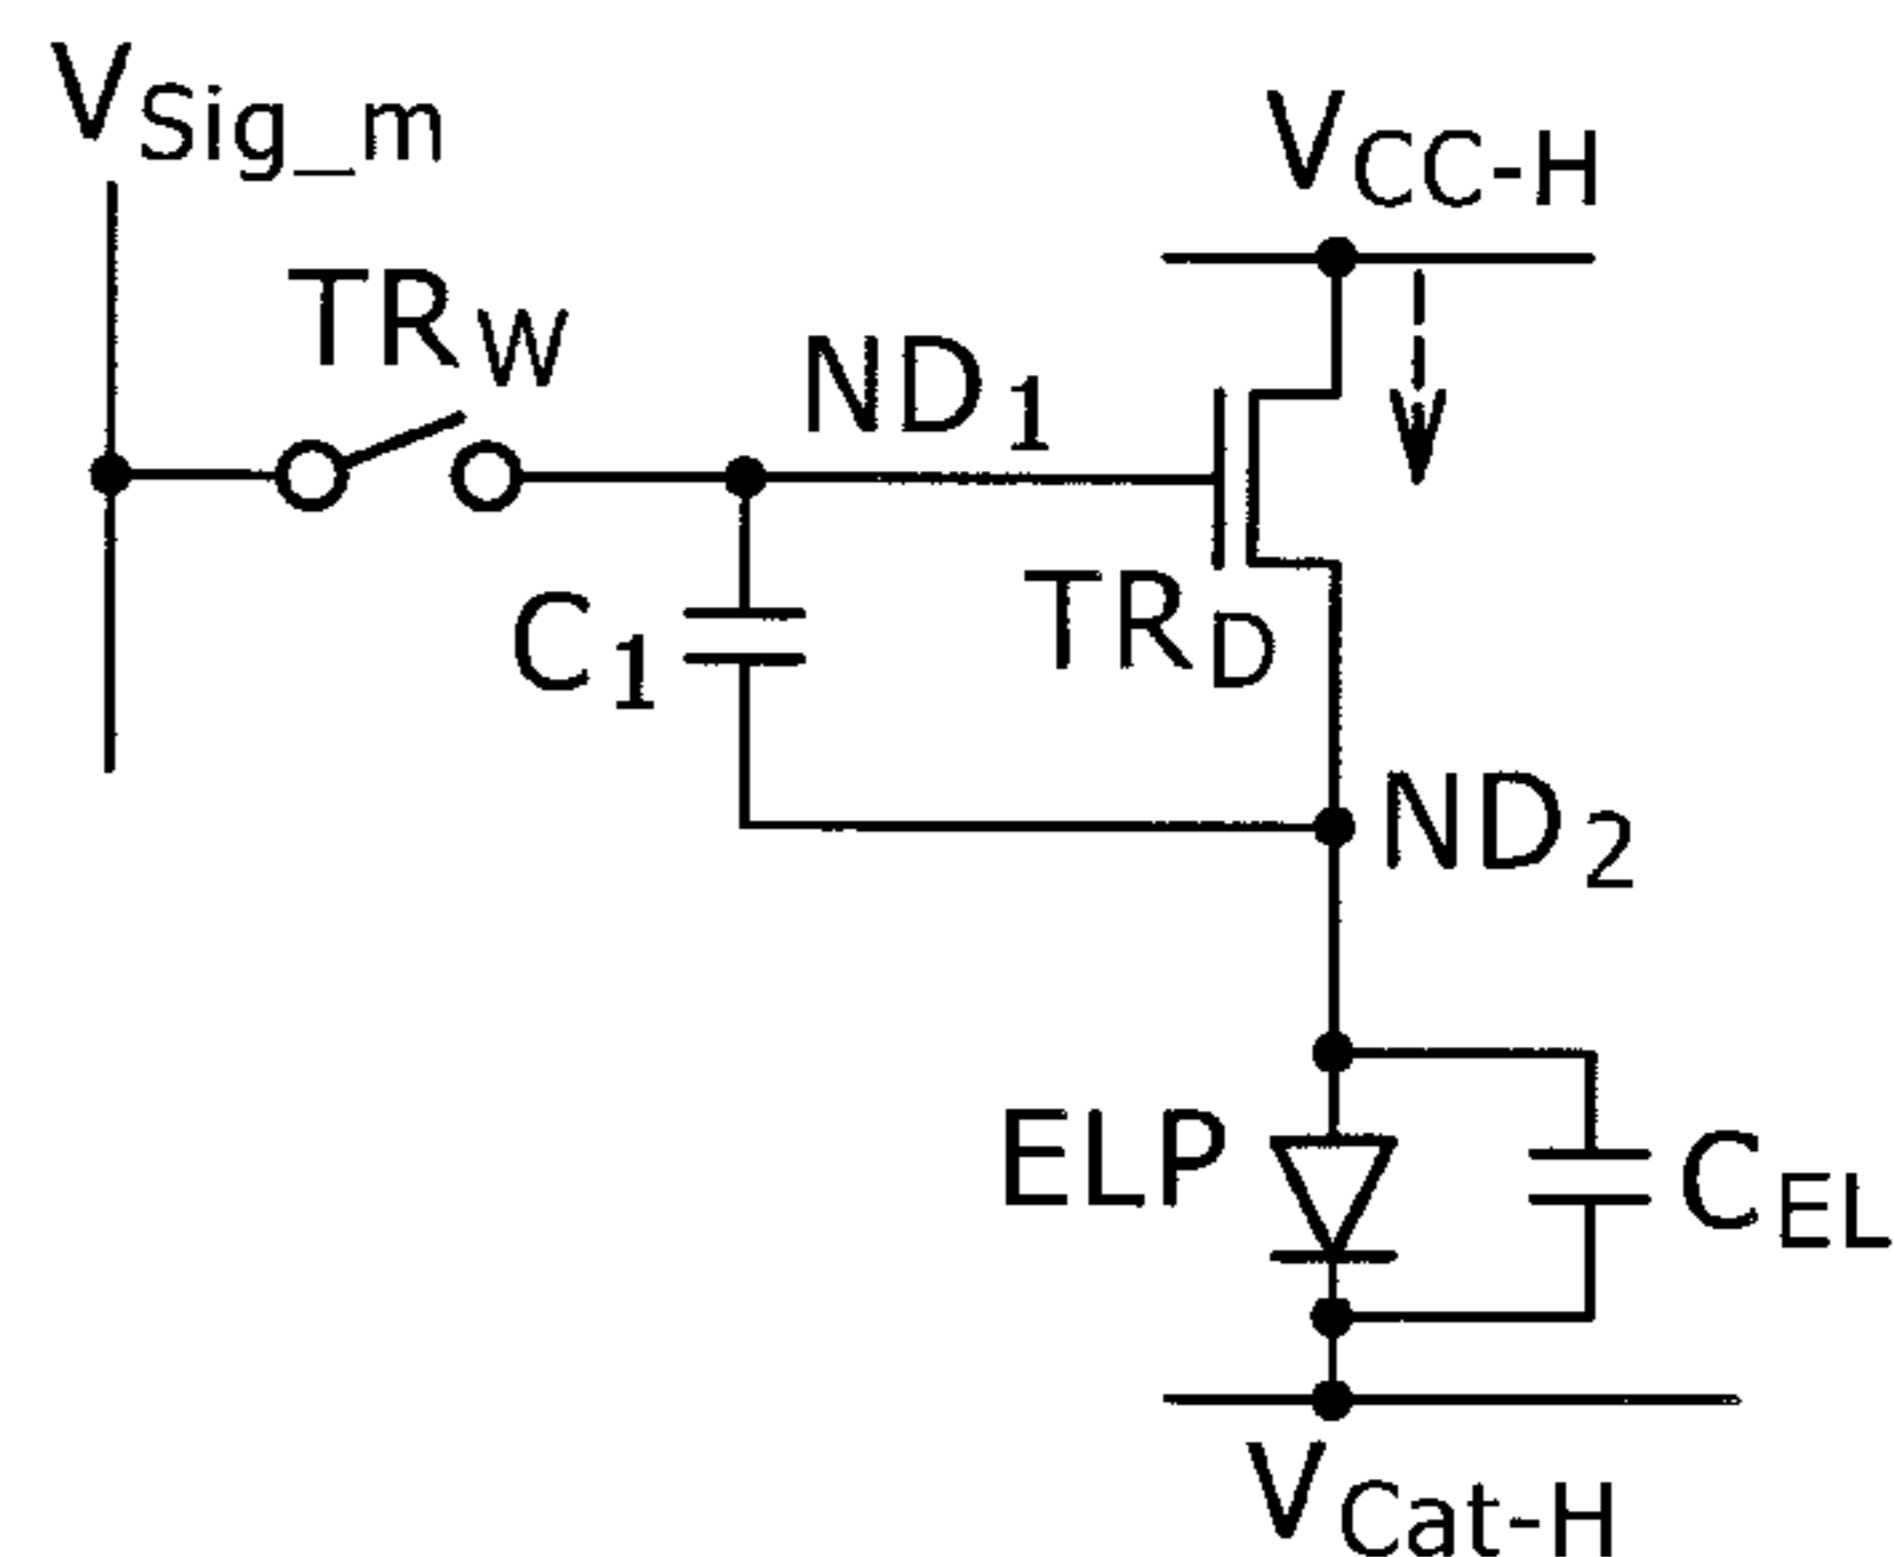 VSig_m
VCC-H
TRW
ND1
C1
TRD
ND2
ELP
CEL
VCat-H